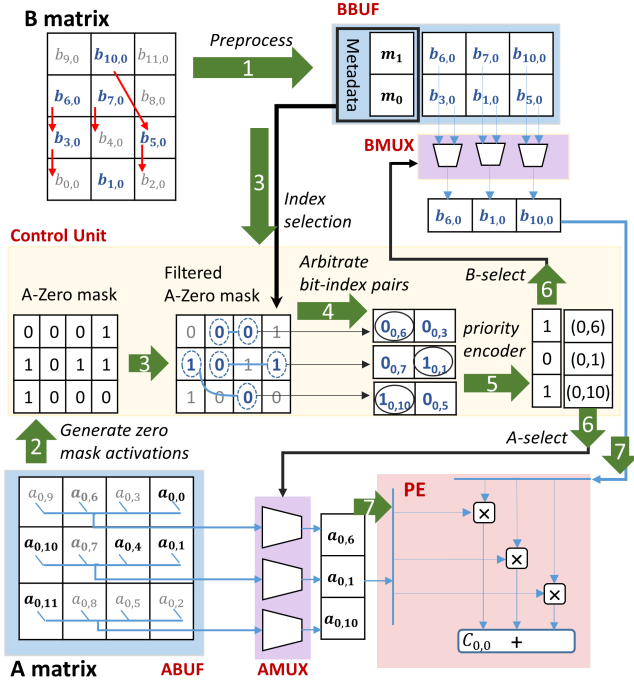 B matrix
BBUF
b9,0 b10,0 b11,0
b6,0 b7,0 b8,0
b3,0 b4,0 b5,0
b0,0 b1,0 b2,0
Preprocess
1
Metadata
m1
m0
b6,0 b7,0 b10,0
b3,0 b1,0 b5,0
BMUX
b6,0 b1,0 b10,0
3
Index
selection
Control Unit
A-Zero mask
0 0 0 1
1 0 1 1
1 0 0 0
3
Filtered
A-Zero mask
0 0 0 1
1 0 1 1
1 0 0 0
Arbitrate
bit-index pairs
4
00,6 00,3
00,7 10,1
10,10 00,5
priority
encoder
5
B-select
6
1 (0,6)
0 (0,1)
1 (0,10)
6
A-select
7
2
Generate zero
mask activations
a0,9 a0,6 a0,3 a0,0
a0,10 a0,7 a0,4 a0,1
a0,11 a0,8 a0,5 a0,2
A matrix
ABUF
AMUX
a0,6
a0,1
a0,10
7
PE
×
×
×
C0,0 +